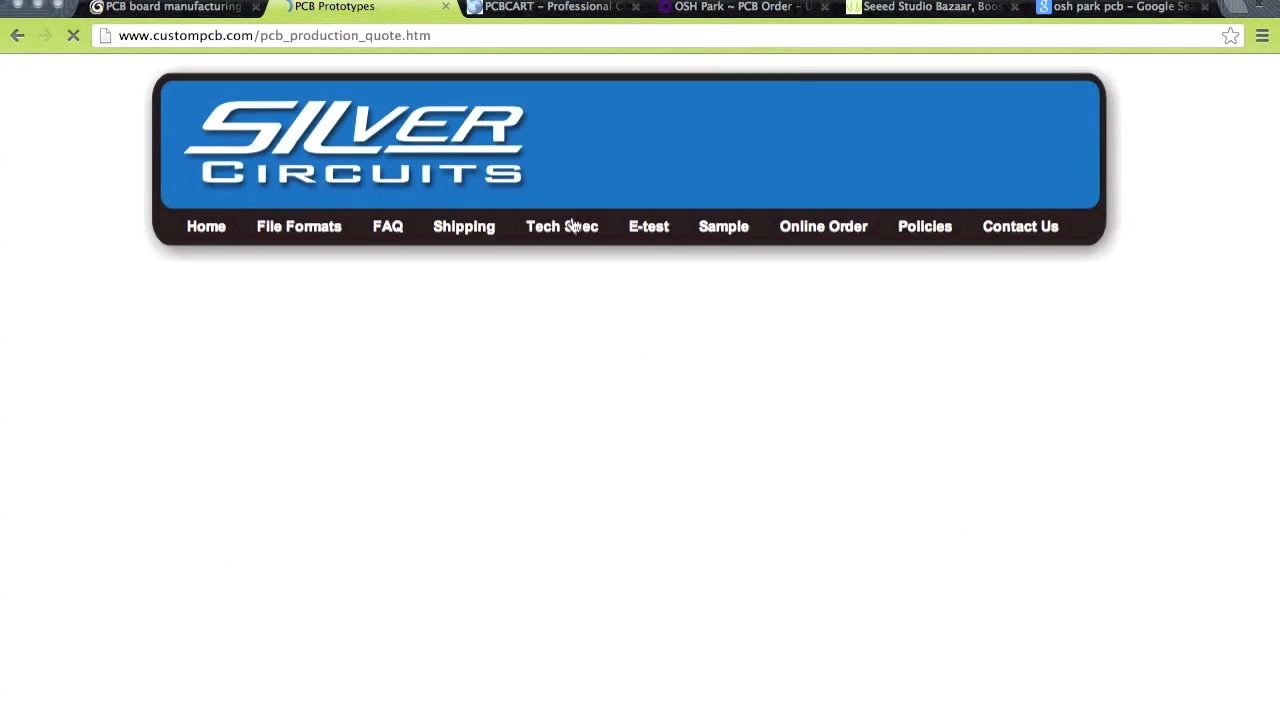 PCB board manufacturing
PCB Prototypes
PCBCART – Professional C
OSH Park ~ PCB Order – U
Seeed Studio Bazaar, Boos
osh park pcb – Google Se
www.custompcb.com/pcb_production_quote.htm
SILVER
CIRCUITS
Home File Formats FAQ Shipping Tech Spec E-test Sample Online Order Policies Contact Us